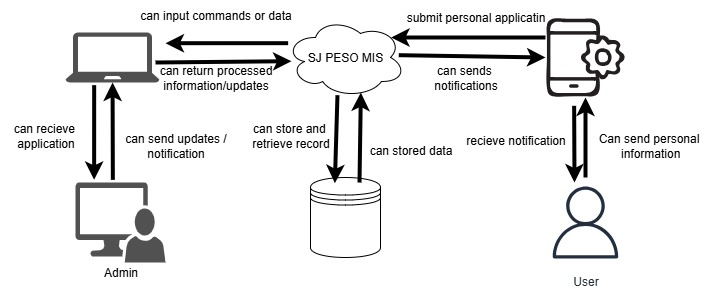 can input commands or data
submit personal applicatin
SJ PESO MIS
can return processed
information/updates
can sends
notifications
can recieve
application
can send updates /
notification
can store and
retrieve record
can stored data
recieve notification
Can send personal
information
Admin
User